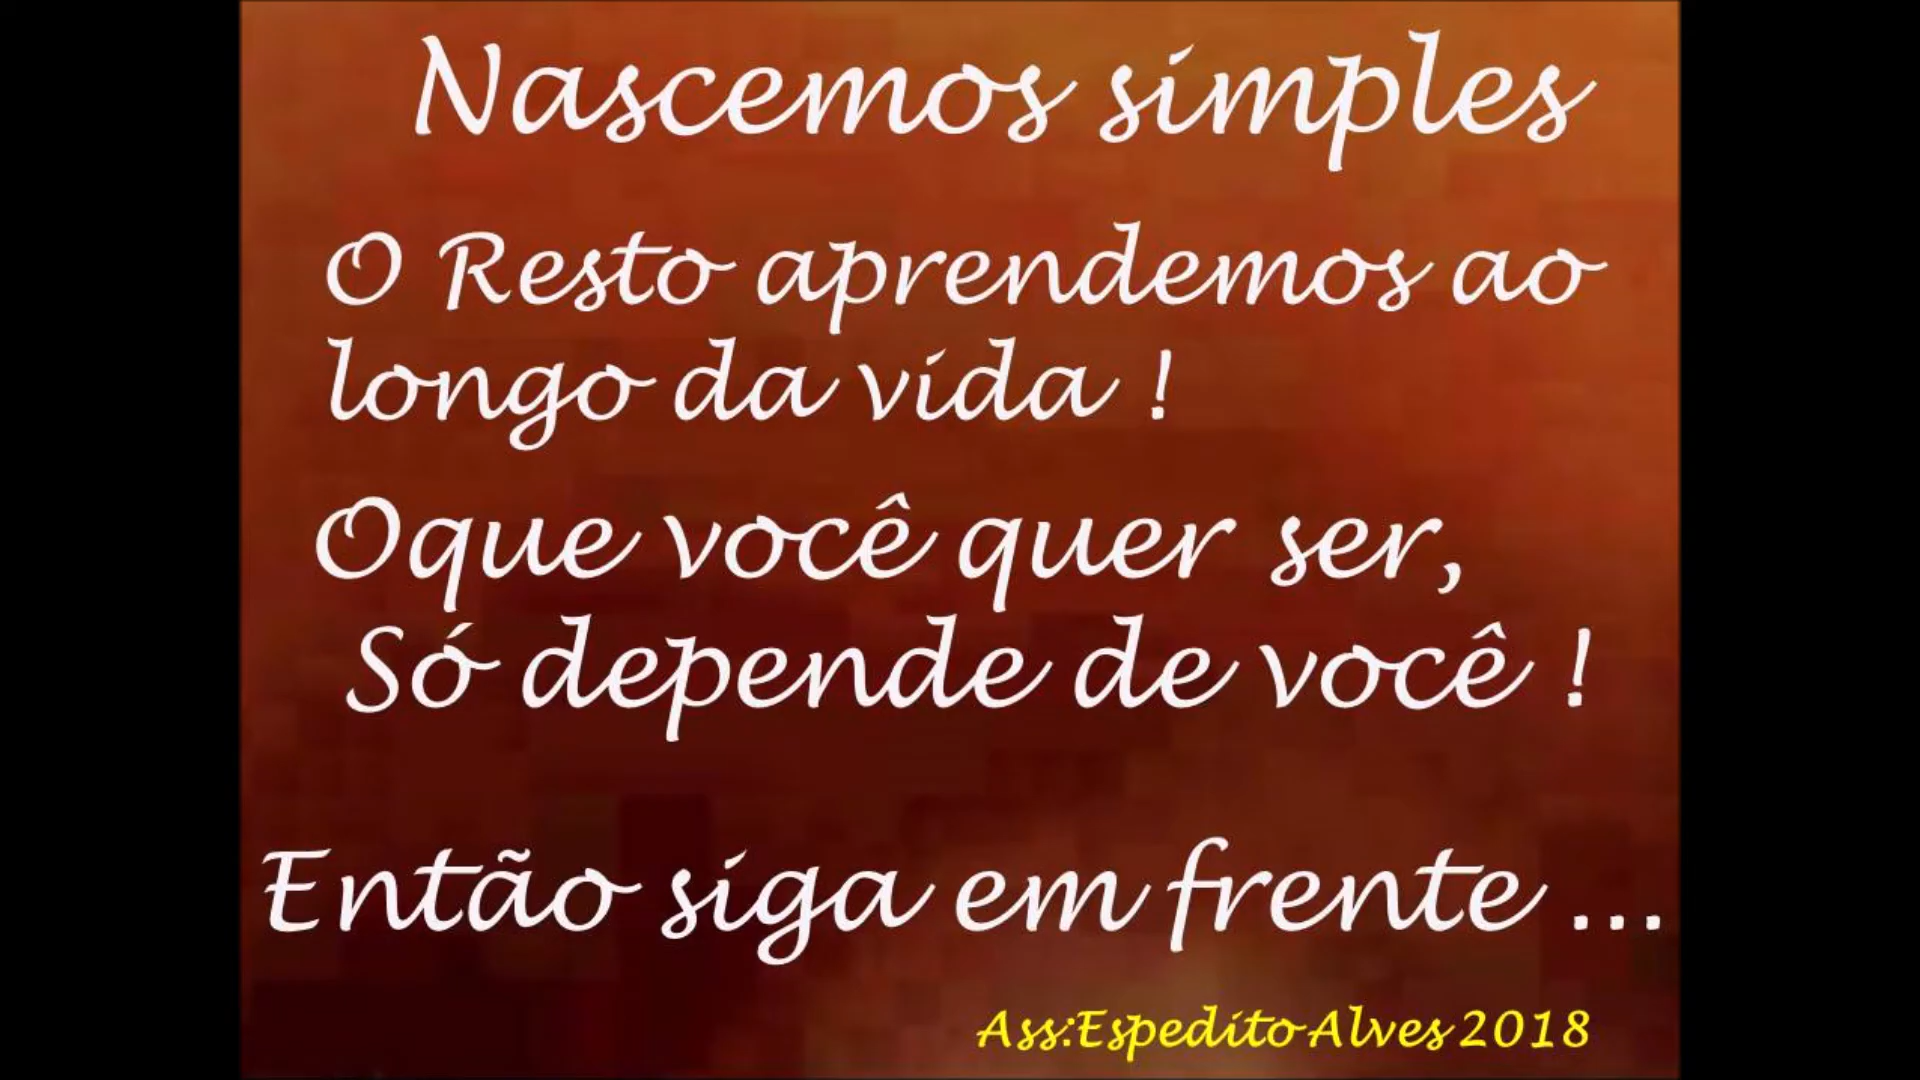 Nascemos simples
O Resto aprendemos ao
longo da vida !
Oque você quer ser,
Só depende de você !
Então siga em frente ...
Ass:Espedito Alves 2018